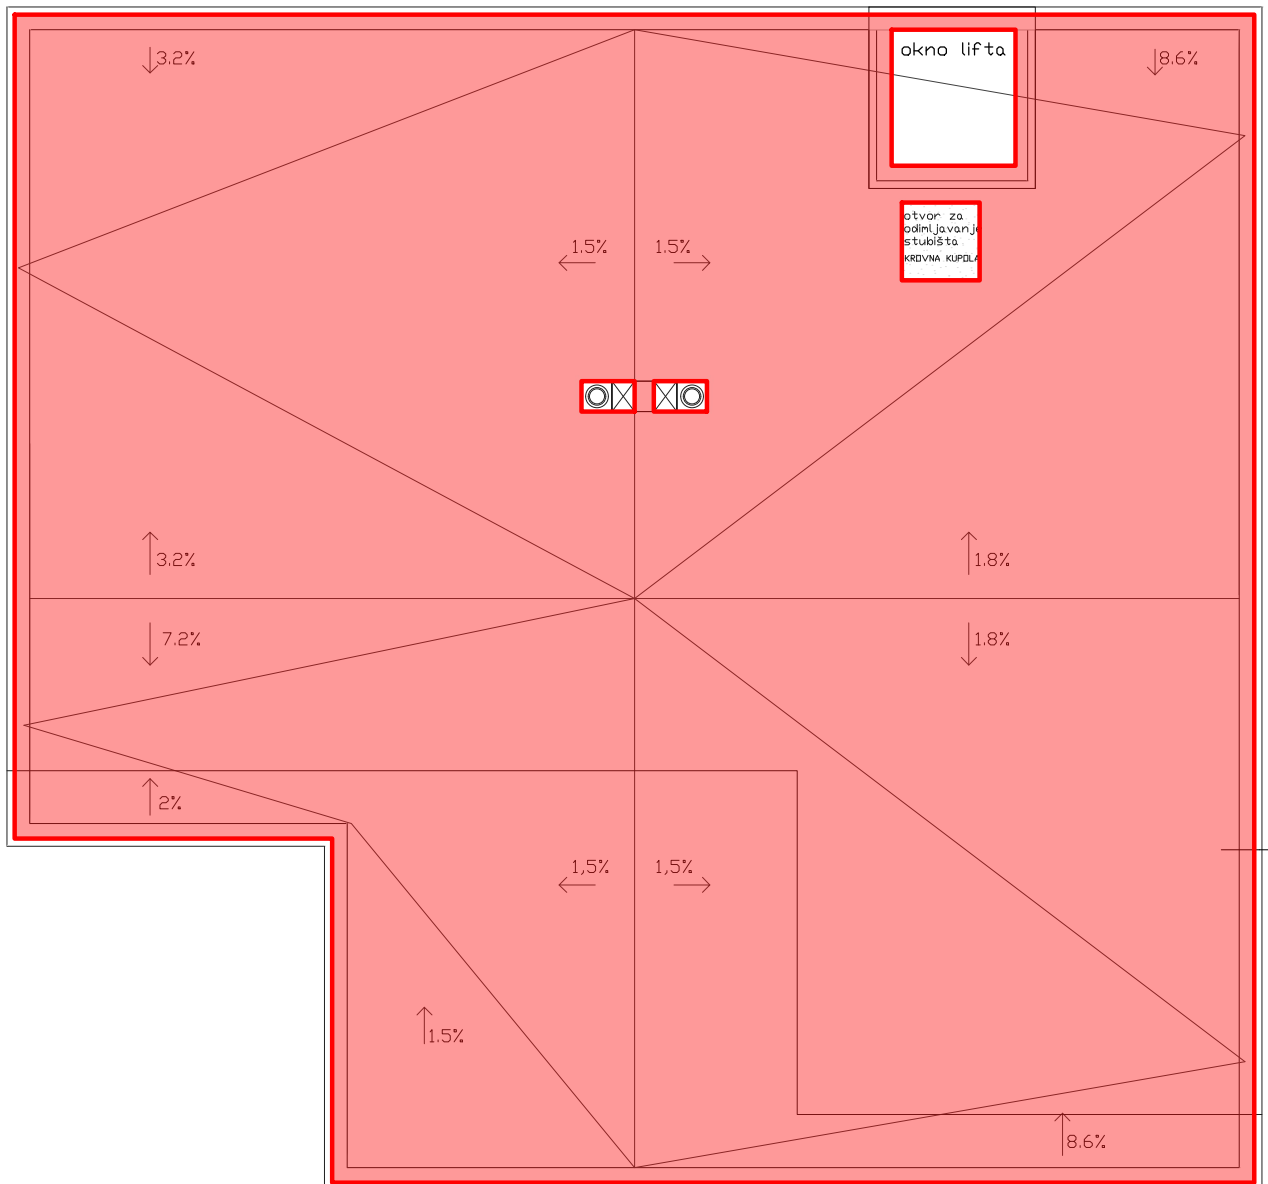 okno lifta
3.2%
8.6%
otvor za
odimljavanje
stubišta
KROVNA KUPOLA
1.5%
1.5%
3.2%
1.8%
7.2%
1.8%
2%
1,5%
1,5%
1.5%
8.6%